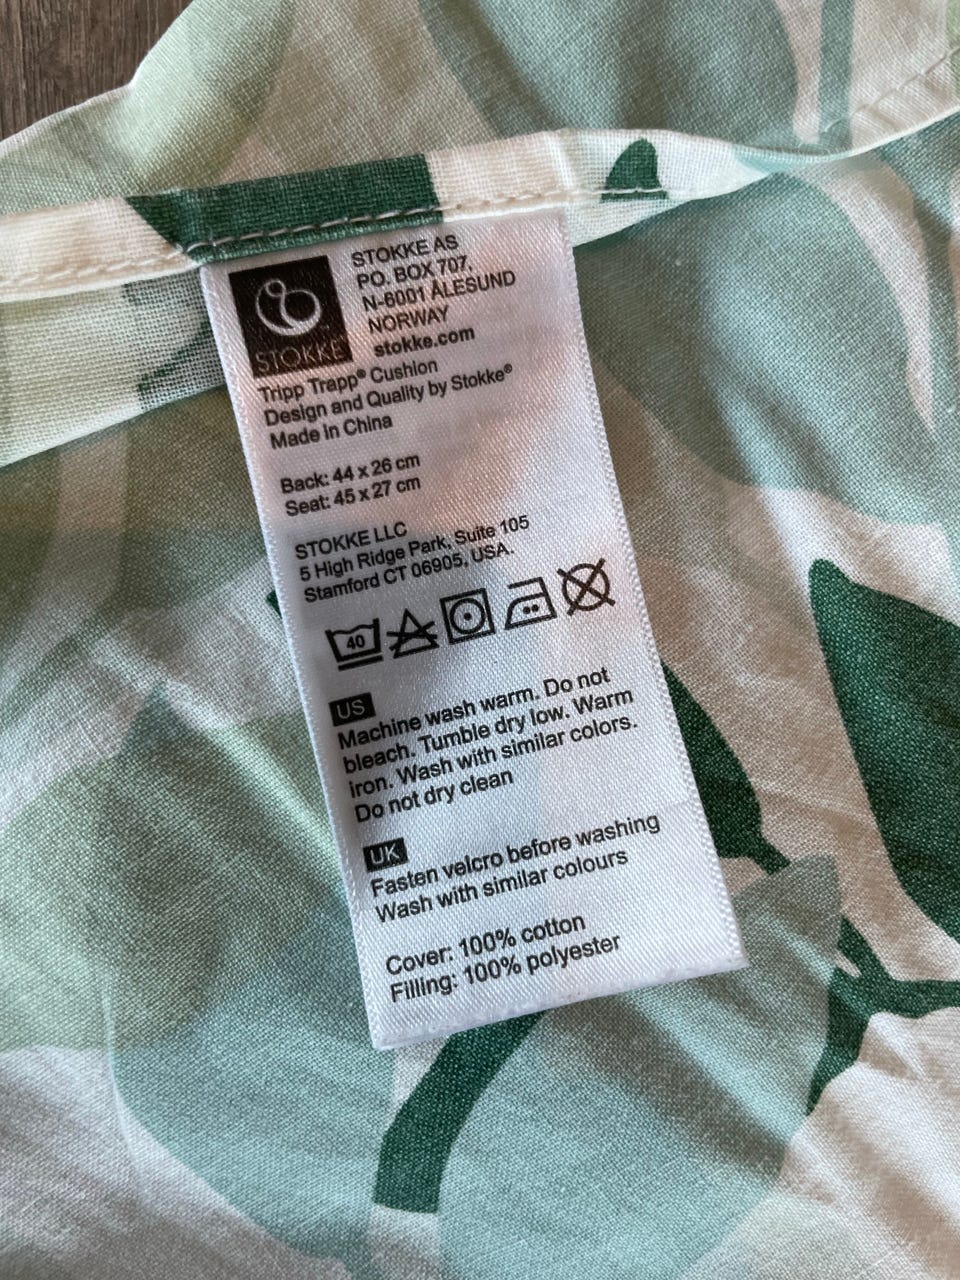 STOKKE AS
PO. BOX 707,
N-6001 ÅLESUND
NORWAY
stokke.com
STOKKE
Tripp Trapp® Cushion
Design and Quality by Stokke®
Made In China
Back: 44 x 26 cm
Seat: 45 x 27 cm
STOKKE LLC
5 High Ridge Park, Suite 105
Stamford CT 06905, USA.
40
US
Machine wash warm. Do not
bleach. Tumble dry low. Warm
iron. Wash with similar colors.
Do not dry clean
UK
Fasten velcro before washing
Wash with similar colours
Cover: 100% cotton
Filling: 100% polyester